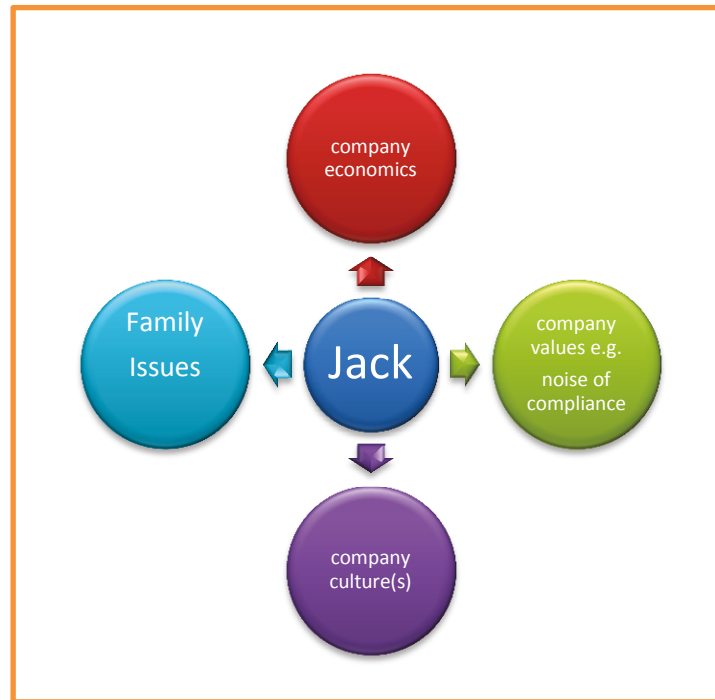 company
economics
Family
Issues
Jack
company
values e.g.
noise of
compliance
company
culture(s)